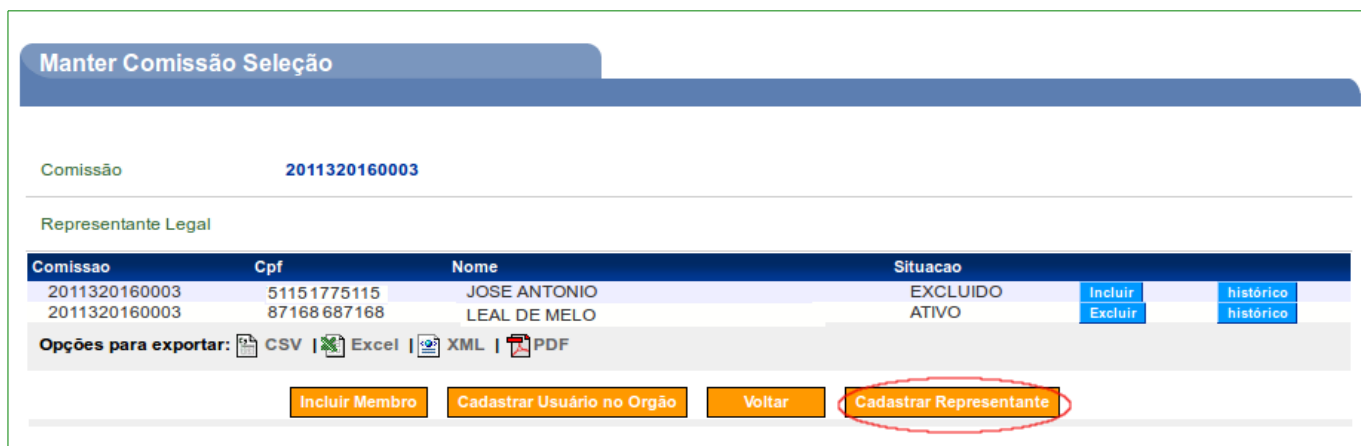 Manter Comissão Seleção
Comissão 2011320160003
Representante Legal
Comissao Cpf Nome Situacao
2011320160003 51151775115 JOSE ANTONIO EXCLUIDO Incluir histórico
2011320160003 87168687168 LEAL DE MELO ATIVO Excluir histórico
Opções para exportar: CSV | Excel | XML | PDF
Incluir Membro Cadastrar Usuário no Orgão Voltar Cadastrar Representante